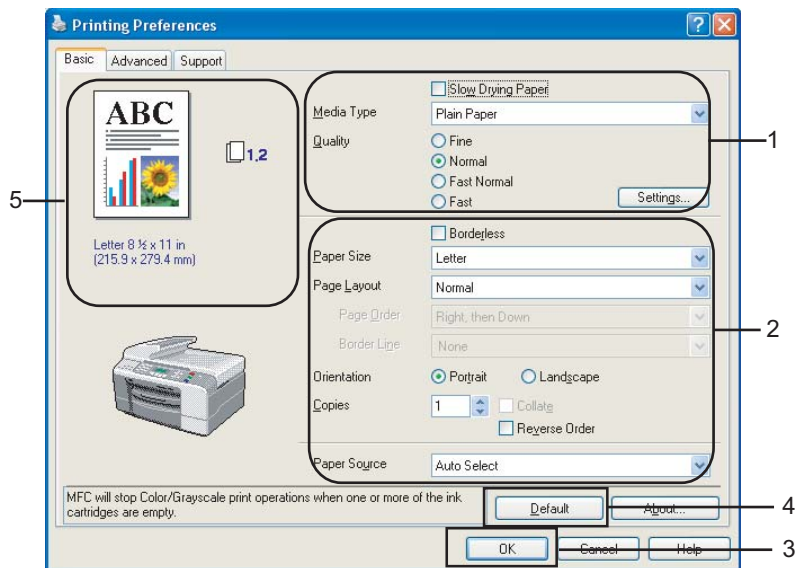 Printing Preferences
Basic Advanced Support
Slow Drying Paper
Media Type Plain Paper
Quality Fine
Normal
Fast Normal
Fast Settings...
1
ABC
1.2
Letter 8 ½ x 11 in
(215.9 x 279.4 mm)
5
Borderless
Paper Size Letter
Page Layout Normal
Page Order Right, then Down
Border Line None
Orientation Portrait Landscape
Copies 1 Collate
Reverse Order
Paper Source Auto Select
2
MFC will stop Color/Grayscale print operations when one or more of the ink
cartridges are empty.
Default About... 4
OK Cancel Help 3